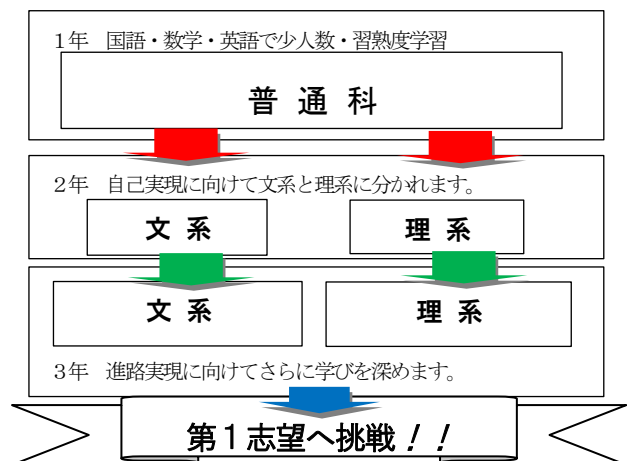 1年 国語・数学・英語で少人数・習熟度学習
普 通 科
2年 自己実現に向けて文系と理系に分かれます。
文 系
理 系
文 系
理 系
3年 進路実現に向けてさらに学びを深めます。
第1志望へ挑戦！！